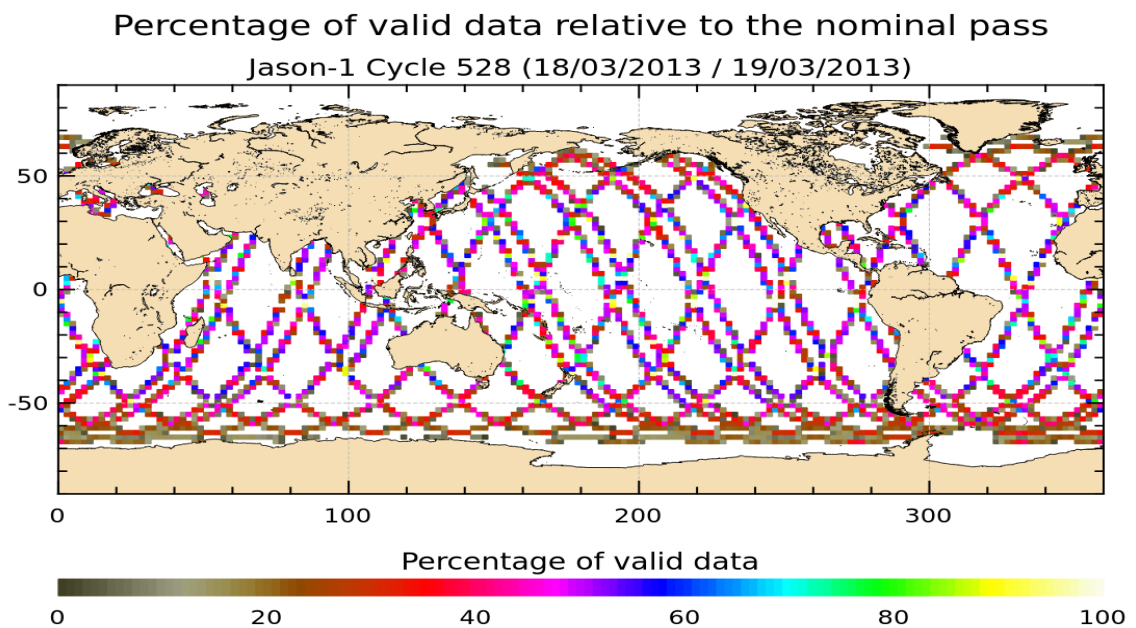 Percentage of valid data relative to the nominal pass
Jason-1 Cycle 528 (18/03/2013 / 19/03/2013)
50
0
-50
0 100 200 300
Percentage of valid data
0 20 40 60 80 100